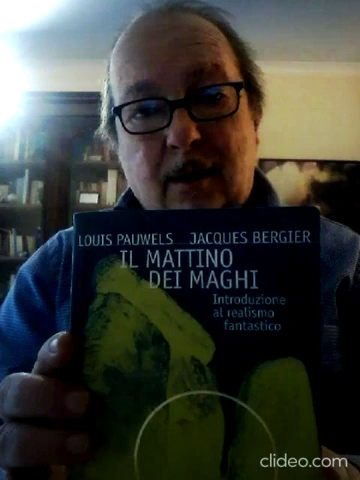 LOUIS PAUWELS JACQUES BERGIER
IL MATTINO
DEI MAGHI
Introduzione
al realismo
fantastico
clideo.com